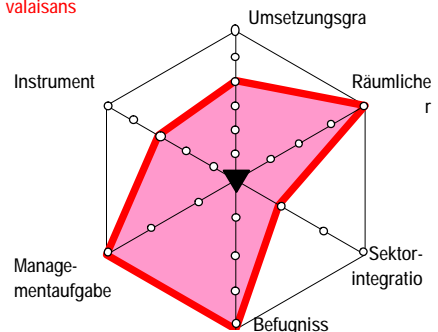 valaisans
Umsetzungsgra
Instrument
Räumliche
r
Sektor-
integratio
Manage-
mentaufgabe
Befugniss